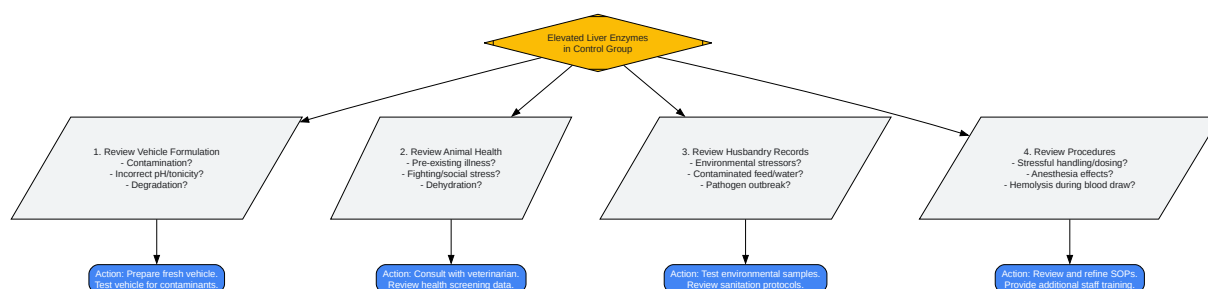 Elevated Liver Enzymes
in Control Group
1. Review Vehicle Formulation
- Contamination?
- Incorrect pH/tonicity?
- Degradation?
2. Review Animal Health
- Pre-existing illness?
- Fighting/social stress?
- Dehydration?
3. Review Husbandry Records
- Environmental stressors?
- Contaminated feed/water?
- Pathogen outbreak?
4. Review Procedures
- Stressful handling/dosing?
- Anesthesia effects?
- Hemolysis during blood draw?
Action: Prepare fresh vehicle.
Test vehicle for contaminants.
Action: Consult with veterinarian.
Review health screening data.
Action: Test environmental samples.
Review sanitation protocols.
Action: Review and refine SOPs.
Provide additional staff training.